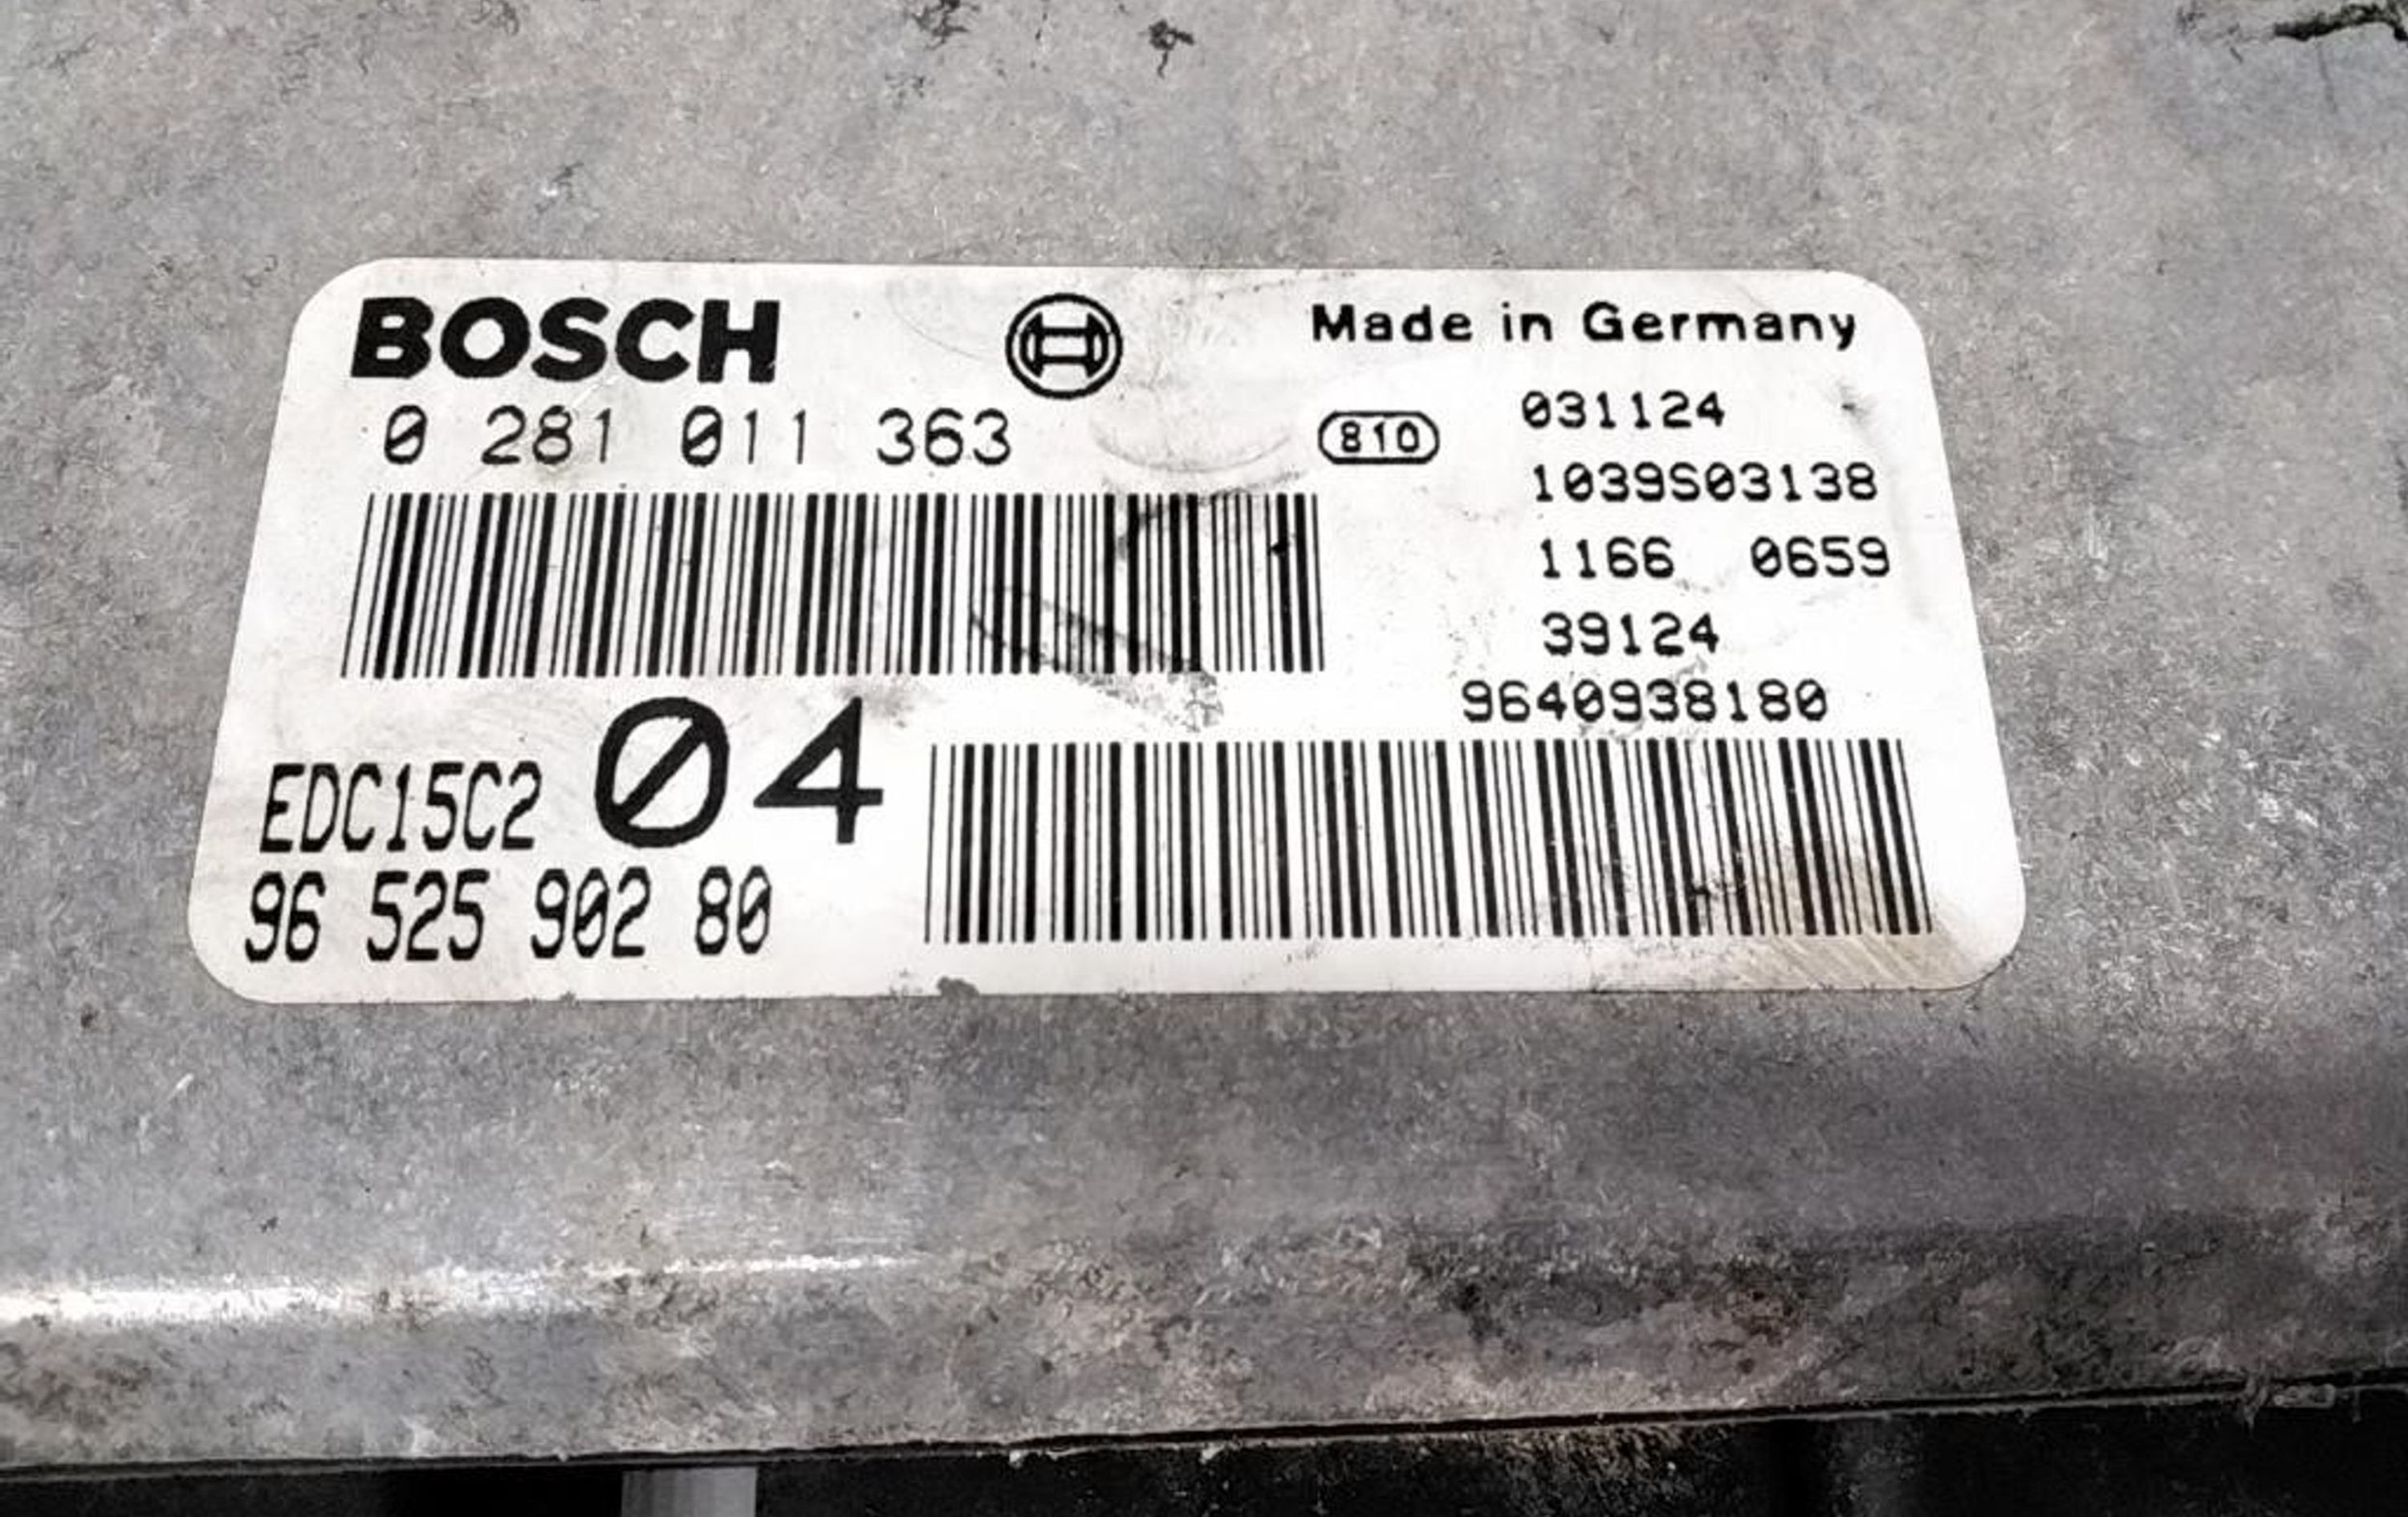 BOSCH
Made in Germany
0 281 011 363
810
031124
1039S03138
1166 0659
39124
9640938180
EDC15C2 04
96 525 902 80